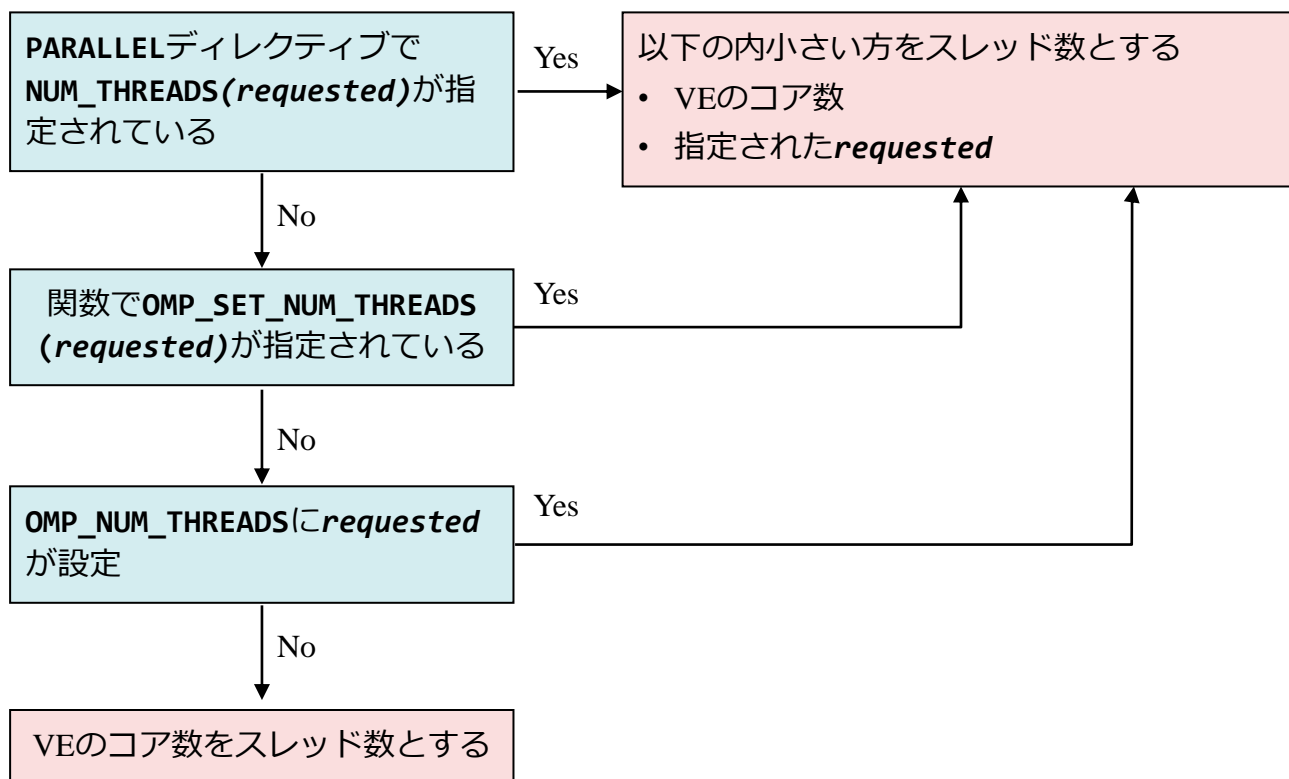 PARALLELディレクティブで
NUM_THREADS(requested)が指
定されている
Yes
以下の内小さい方をスレッド数とする
• VEのコア数
• 指定されたrequested
No
関数でOMP_SET_NUM_THREADS
(requested)が指定されている
Yes
No
OMP_NUM_THREADSにrequested
が設定
Yes
No
VEのコア数をスレッド数とする